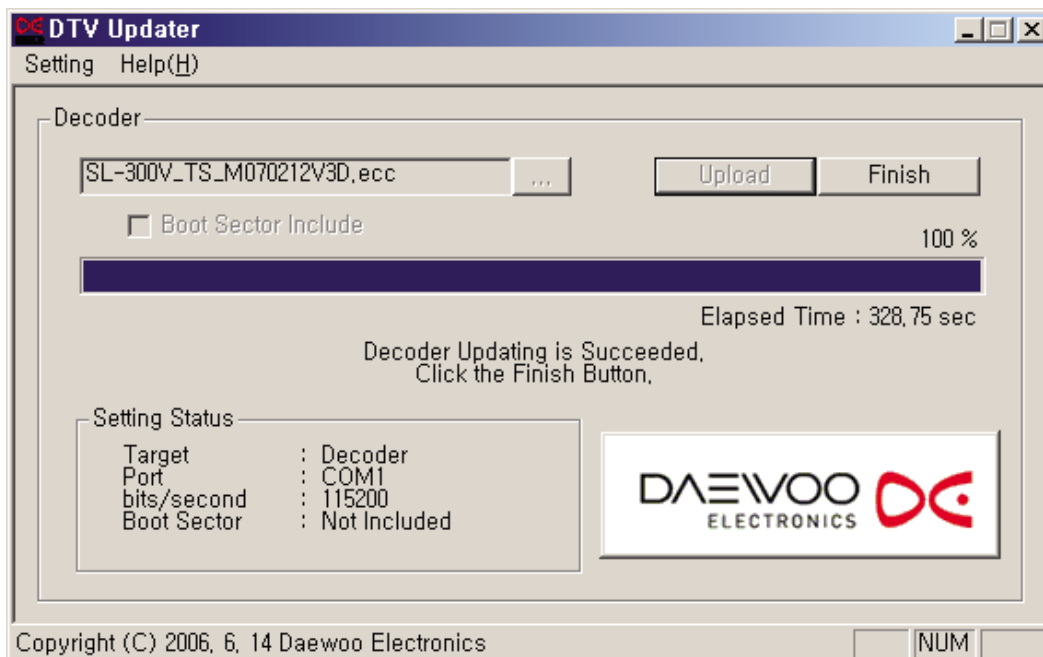 DTV Updater
Setting Help(H)
Decoder
SL-300V_TS_M070212V3D.ecc ... Upload Finish
Boot Sector Include
100 %
Elapsed Time : 328.75 sec
Decoder Updating is Succeeded.
Click the Finish Button.
Setting Status
Target : Decoder
Port : COM1
bits/second : 115200
Boot Sector : Not Included
DAEWOO
ELECTRONICS
Copyright (C) 2006. 6. 14 Daewoo Electronics
NUM